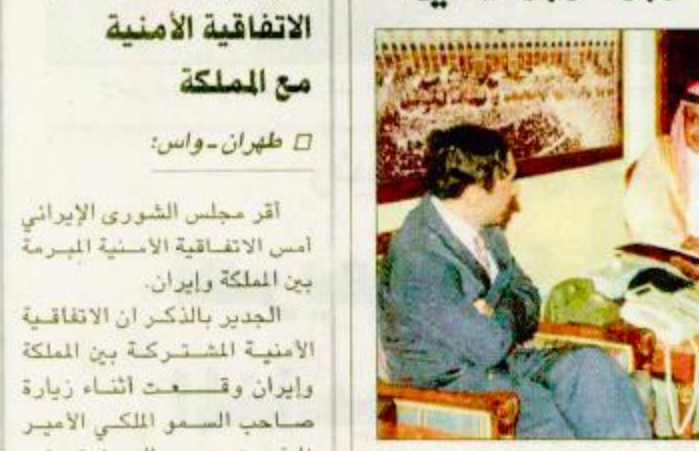 الاتفاقية الأمنية
مع المملكة
□ طهران ـ واس:
أقر مجلس الشورى الإيراني
أمس الاتفاقية الأمنية المبرمة
بين المملكة وإيران.
الجدير بالذكر ان الاتفاقية
الأمنية المشتركة بين المملكة
وإيران وقعت أثناء زيارة
صاحب السمو الملكي الأمير